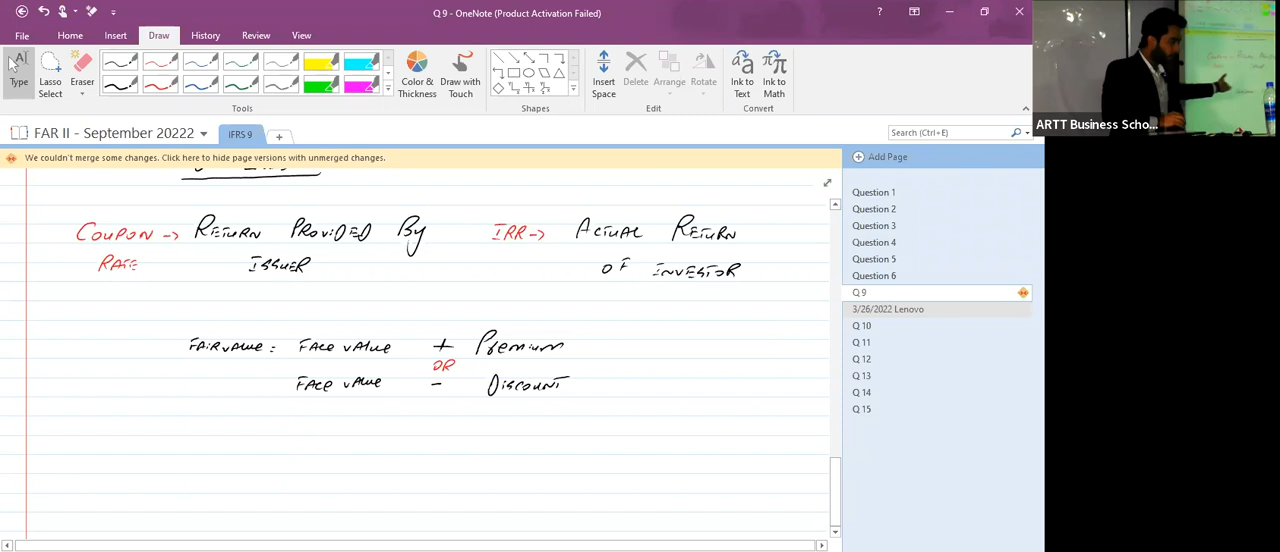 Q 9 - OneNote (Product Activation Failed)
?
File Home Insert Draw History Review View
Type
Lasso Select
Eraser
Color & Thickness
Draw with Touch
Insert Space
Delete
Arrange
Rotate
Ink to Text
Ink to Math
Tools
Shapes
Edit
Convert
ARTT Business Scho...
FAR II - September 20222
IFRS 9
Search (Ctrl+E)
We couldn't merge some changes. Click here to hide page versions with unmerged changes.
Add Page
COUPON -> RETURN PROVIDED By
RATE ISSUER
IRR -> ACTUAL RETURN
OF INVESTOR
FAIR VALUE = FACE VALUE + Premium
OR
FACE VALUE - DISCOUNT
Question 1
Question 2
Question 3
Question 4
Question 5
Question 6
Q 9
3/26/2022 Lenovo
Q 10
Q 11
Q 12
Q 13
Q 14
Q 15